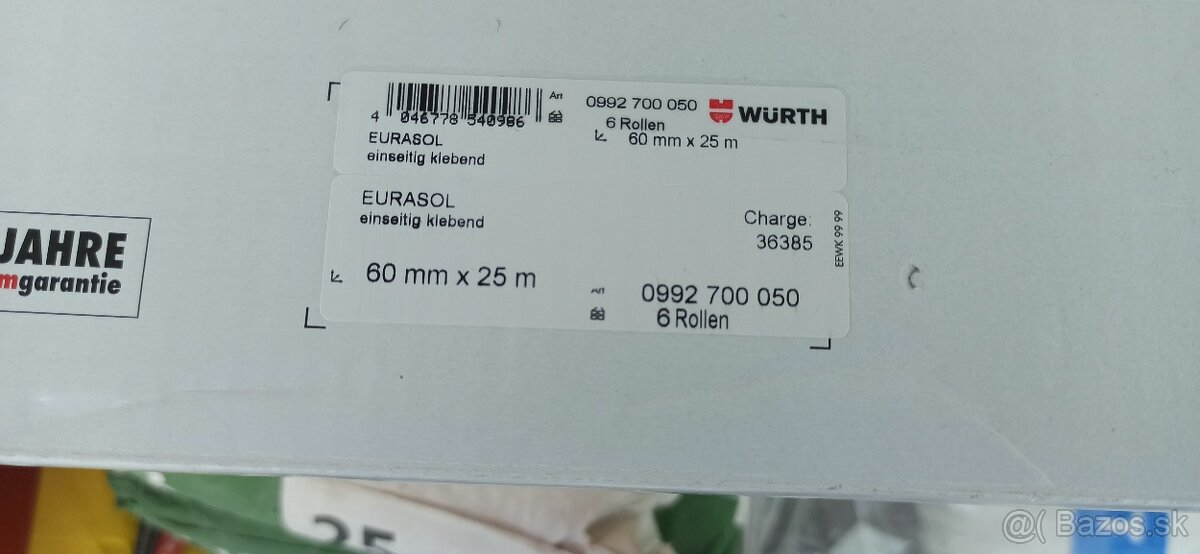 4 046778 540986
Art 0992 700 050 WÜRTH
6 Rollen
EURASOL
60 mm x 25 m
einseitig klebend
EURASOL
einseitig klebend
Charge:
36385
EEWK 99 99
60 mm x 25 m
Art 0992 700 050
6 Rollen
JAHRE
mgarantie
25
@( Bazos.sk